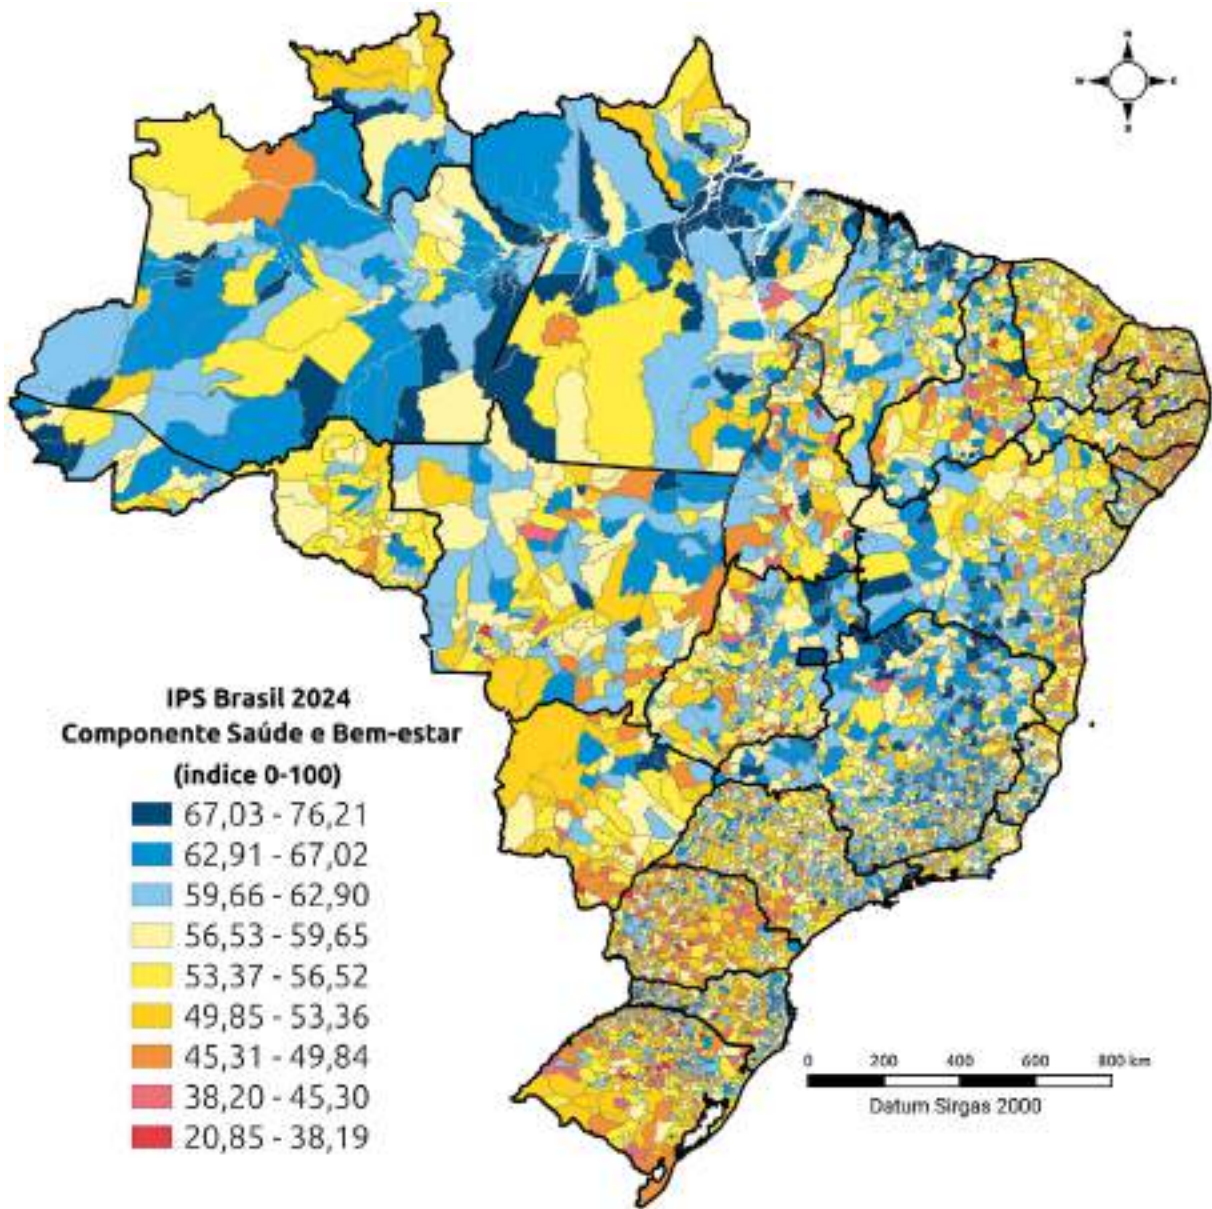 N
W
E
S
IPS Brasil 2024
Componente Saúde e Bem-estar
(índice 0-100)
67,03 - 76,21
62,91 - 67,02
59,66 - 62,90
56,53 - 59,65
53,37 - 56,52
49,85 - 53,36
45,31 - 49,84
38,20 - 45,30
20,85 - 38,19
0 200 400 600 800 km
Datum Sirgas 2000